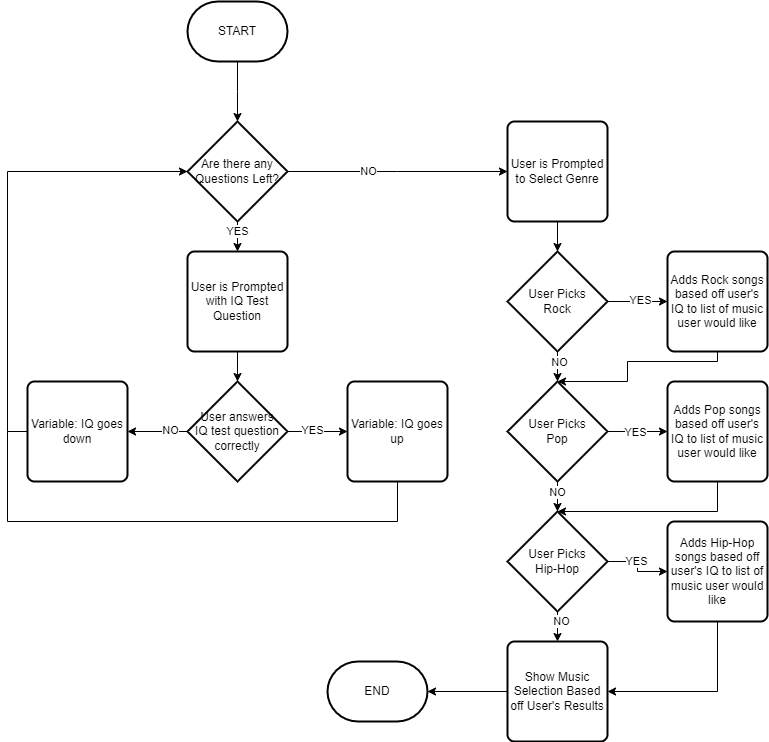 START
Are there any
Questions Left?
NO
User is Prompted
to Select Genre
YES
User is Prompted
with IQ Test
Question
User Picks
Rock
YES
Adds Rock songs
based off user's
IQ to list of music
user would like
NO
Variable: IQ goes
down
NO
User answers
IQ test question
correctly
YES
Variable: IQ goes
up
User Picks
Pop
YES
Adds Pop songs
based off user's
IQ to list of music
user would like
NO
User Picks
Hip-Hop
YES
Adds Hip-Hop
songs based off
user's IQ to list of
music user would
like
NO
Show Music
Selection Based
off User's Results
END